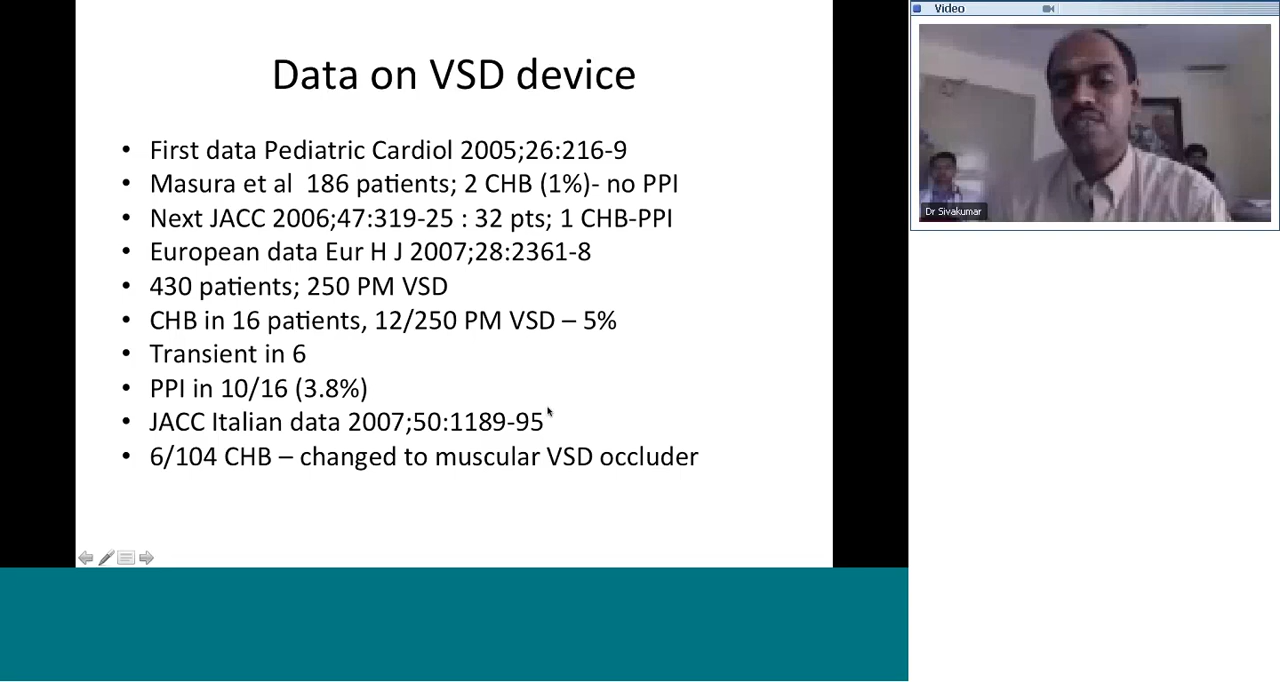 Data on VSD device
• First data Pediatric Cardiol 2005;26:216-9
• Masura et al 186 patients; 2 CHB (1%)- no PPI
• Next JACC 2006;47:319-25 : 32 pts; 1 CHB-PPI
• European data Eur H J 2007;28:2361-8
• 430 patients; 250 PM VSD
• CHB in 16 patients, 12/250 PM VSD – 5%
• Transient in 6
• PPI in 10/16 (3.8%)
• JACC Italian data 2007;50:1189-95
• 6/104 CHB – changed to muscular VSD occluder
Video
Dr Sivakumar